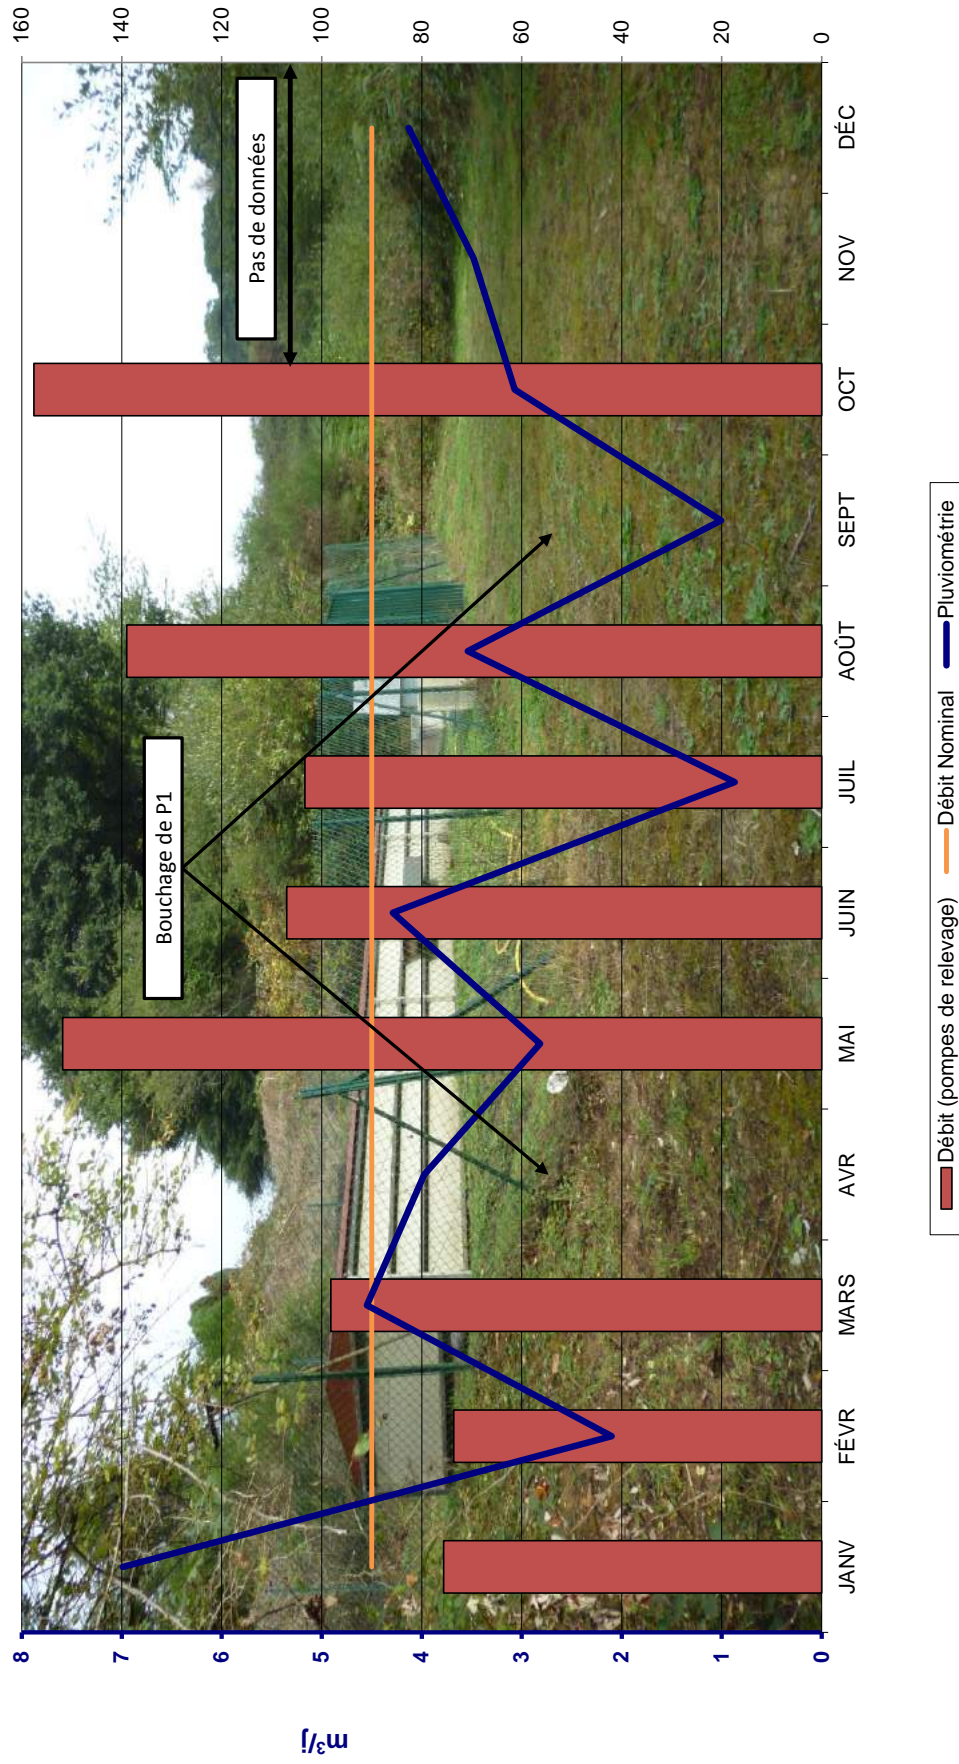 m³/j
8
7
6
5
4
3
2
1
0
160
140
120
100
80
60
40
20
0
Bouchage de P1
Pas de données
JANV
FÉVR
MARS
AVR
MAI
JUIN
JUIL
AOÛT
SEPT
OCT
NOV
DÉC
Débit (pompes de relevage)
Débit Nominal
Pluviométrie